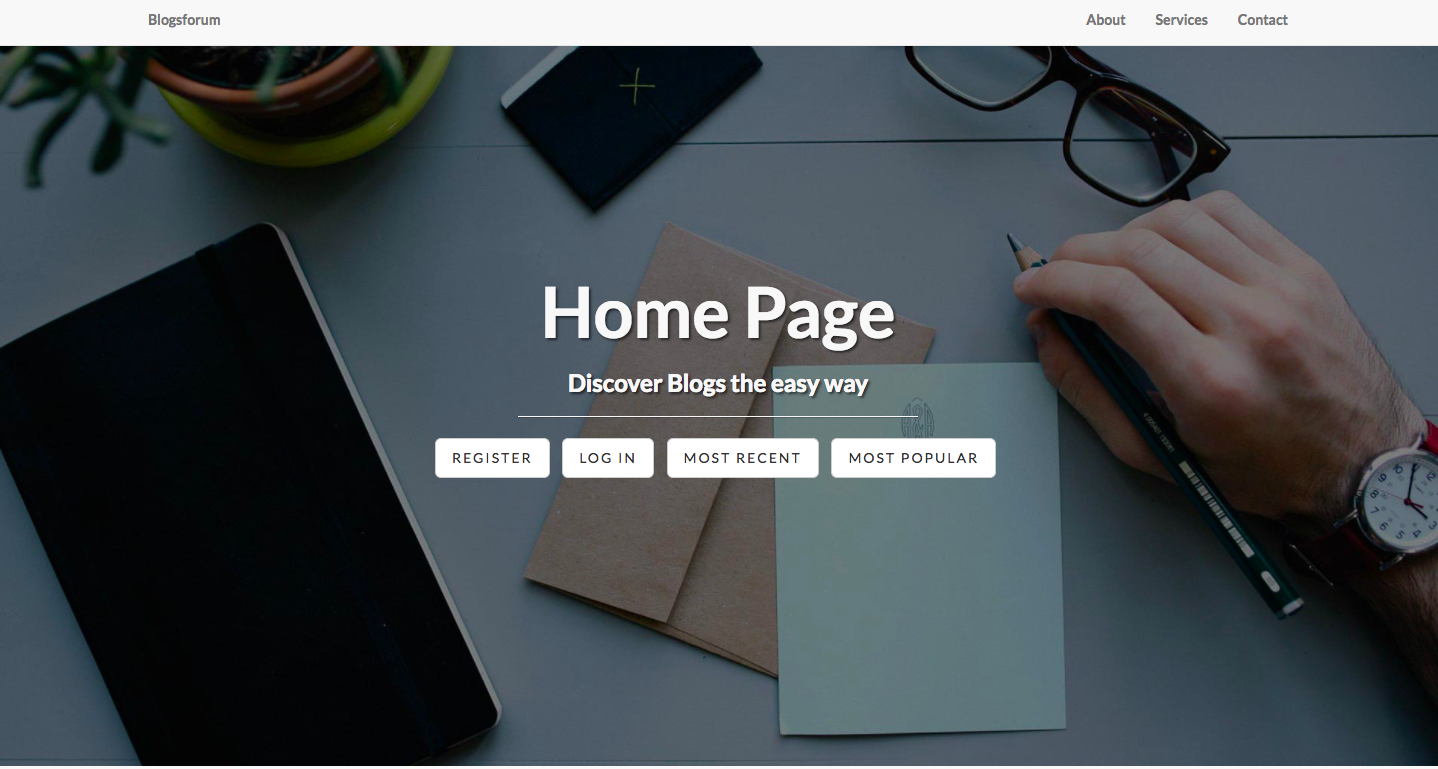 Blogsforum About Services Contact
Home Page
Discover Blogs the easy way
REGISTER LOG IN MOST RECENT MOST POPULAR